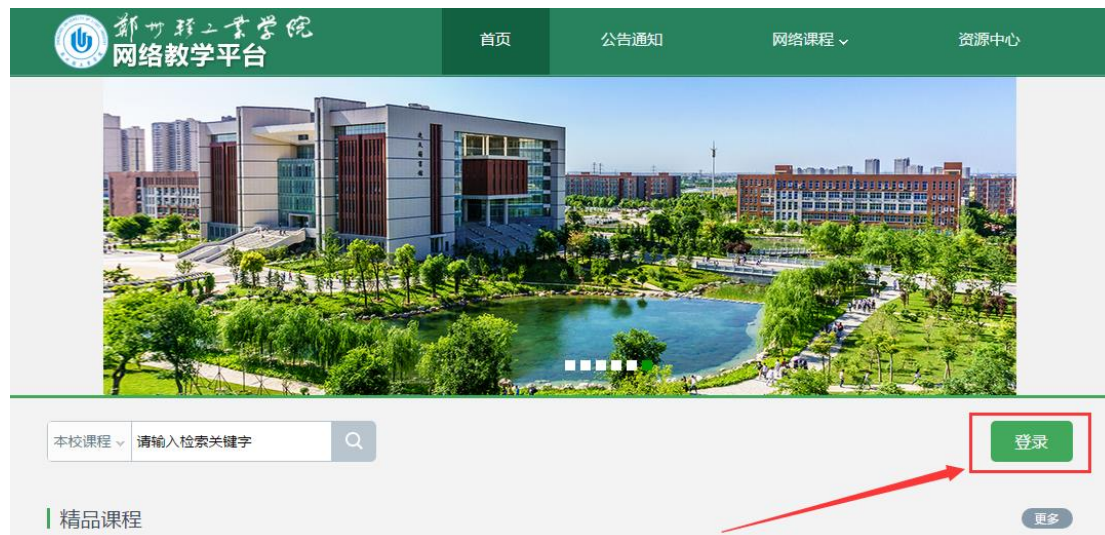 郑州轻工业学院
网络教学平台
首页
公告通知
网络课程
资源中心
本校课程
请输入检索关键字
登录
精品课程
更多